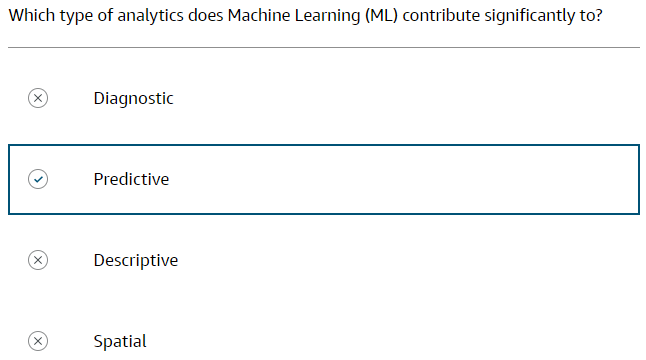 Which type of analytics does Machine Learning (ML) contribute significantly to?
Diagnostic
Predictive
Descriptive
Spatial